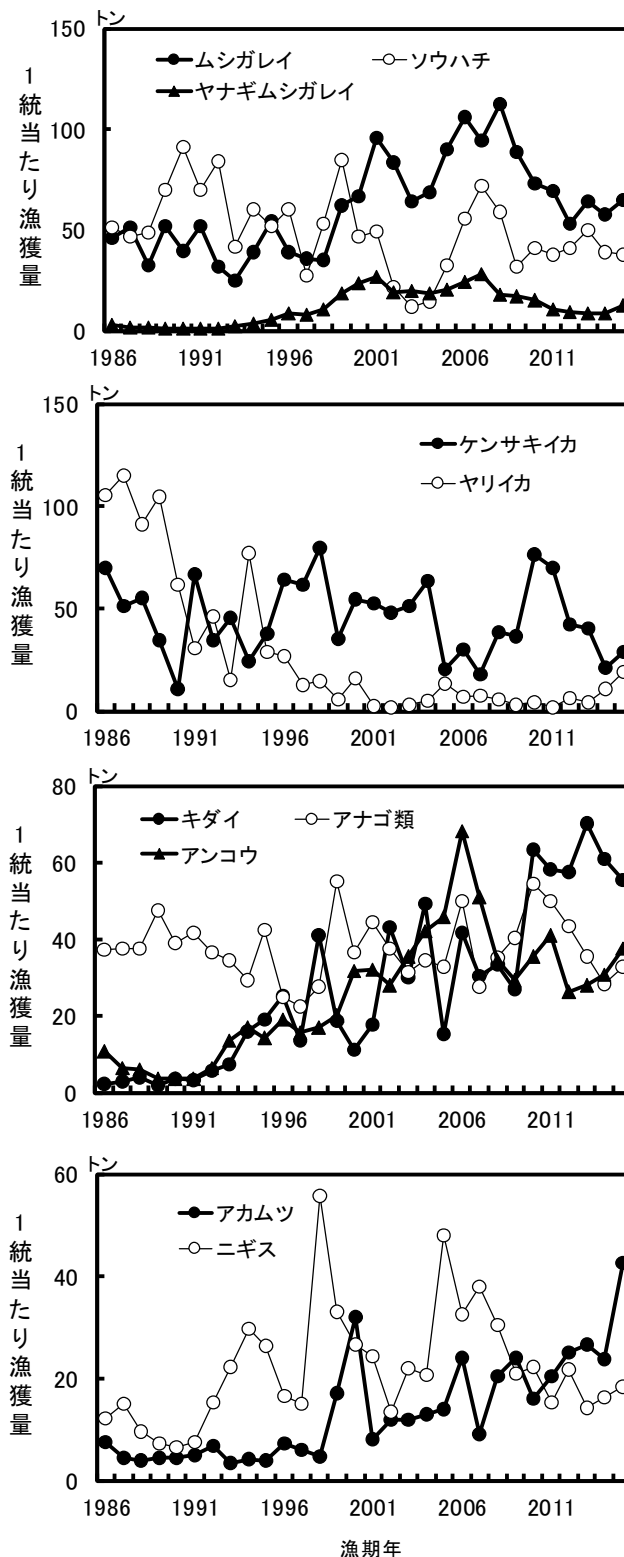 トン
150
100
50
0
1統当たり漁獲量
ムシガレイ ソウハチ
ヤナギムシガレイ
1986 1991 1996 2001 2006 2011
トン
150
100
50
0
1統当たり漁獲量
ケンサキイカ
ヤリイカ
1986 1991 1996 2001 2006 2011
トン
80
60
40
20
0
1統当たり漁獲量
キダイ アナゴ類
アンコウ
1986 1991 1996 2001 2006 2011
トン
60
40
20
0
1統当たり漁獲量
アカムツ
ニギス
1986 1991 1996 2001 2006 2011
漁期年